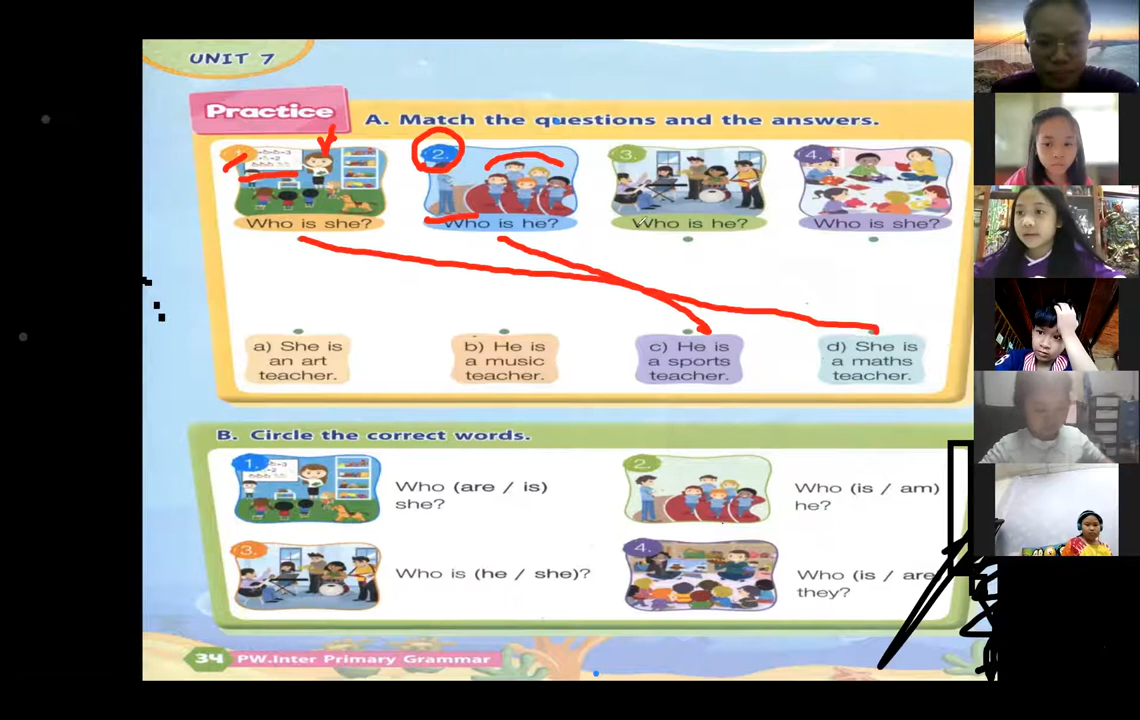 UNIT 7
Practice
A. Match the questions and the answers.
1.
2.
3.
4.
Who is she?
Who is he?
Who is he?
Who is she?
a) She is
an art
teacher.
b) He is
a music
teacher.
c) He is
a sports
teacher.
d) She is
a maths
teacher.
B. Circle the correct words.
1.
Who (are / is)
she?
2.
Who (is / am)
he?
3.
Who is (he / she)?
4.
Who (is / are
they?
34 PW.Inter Primary Grammar